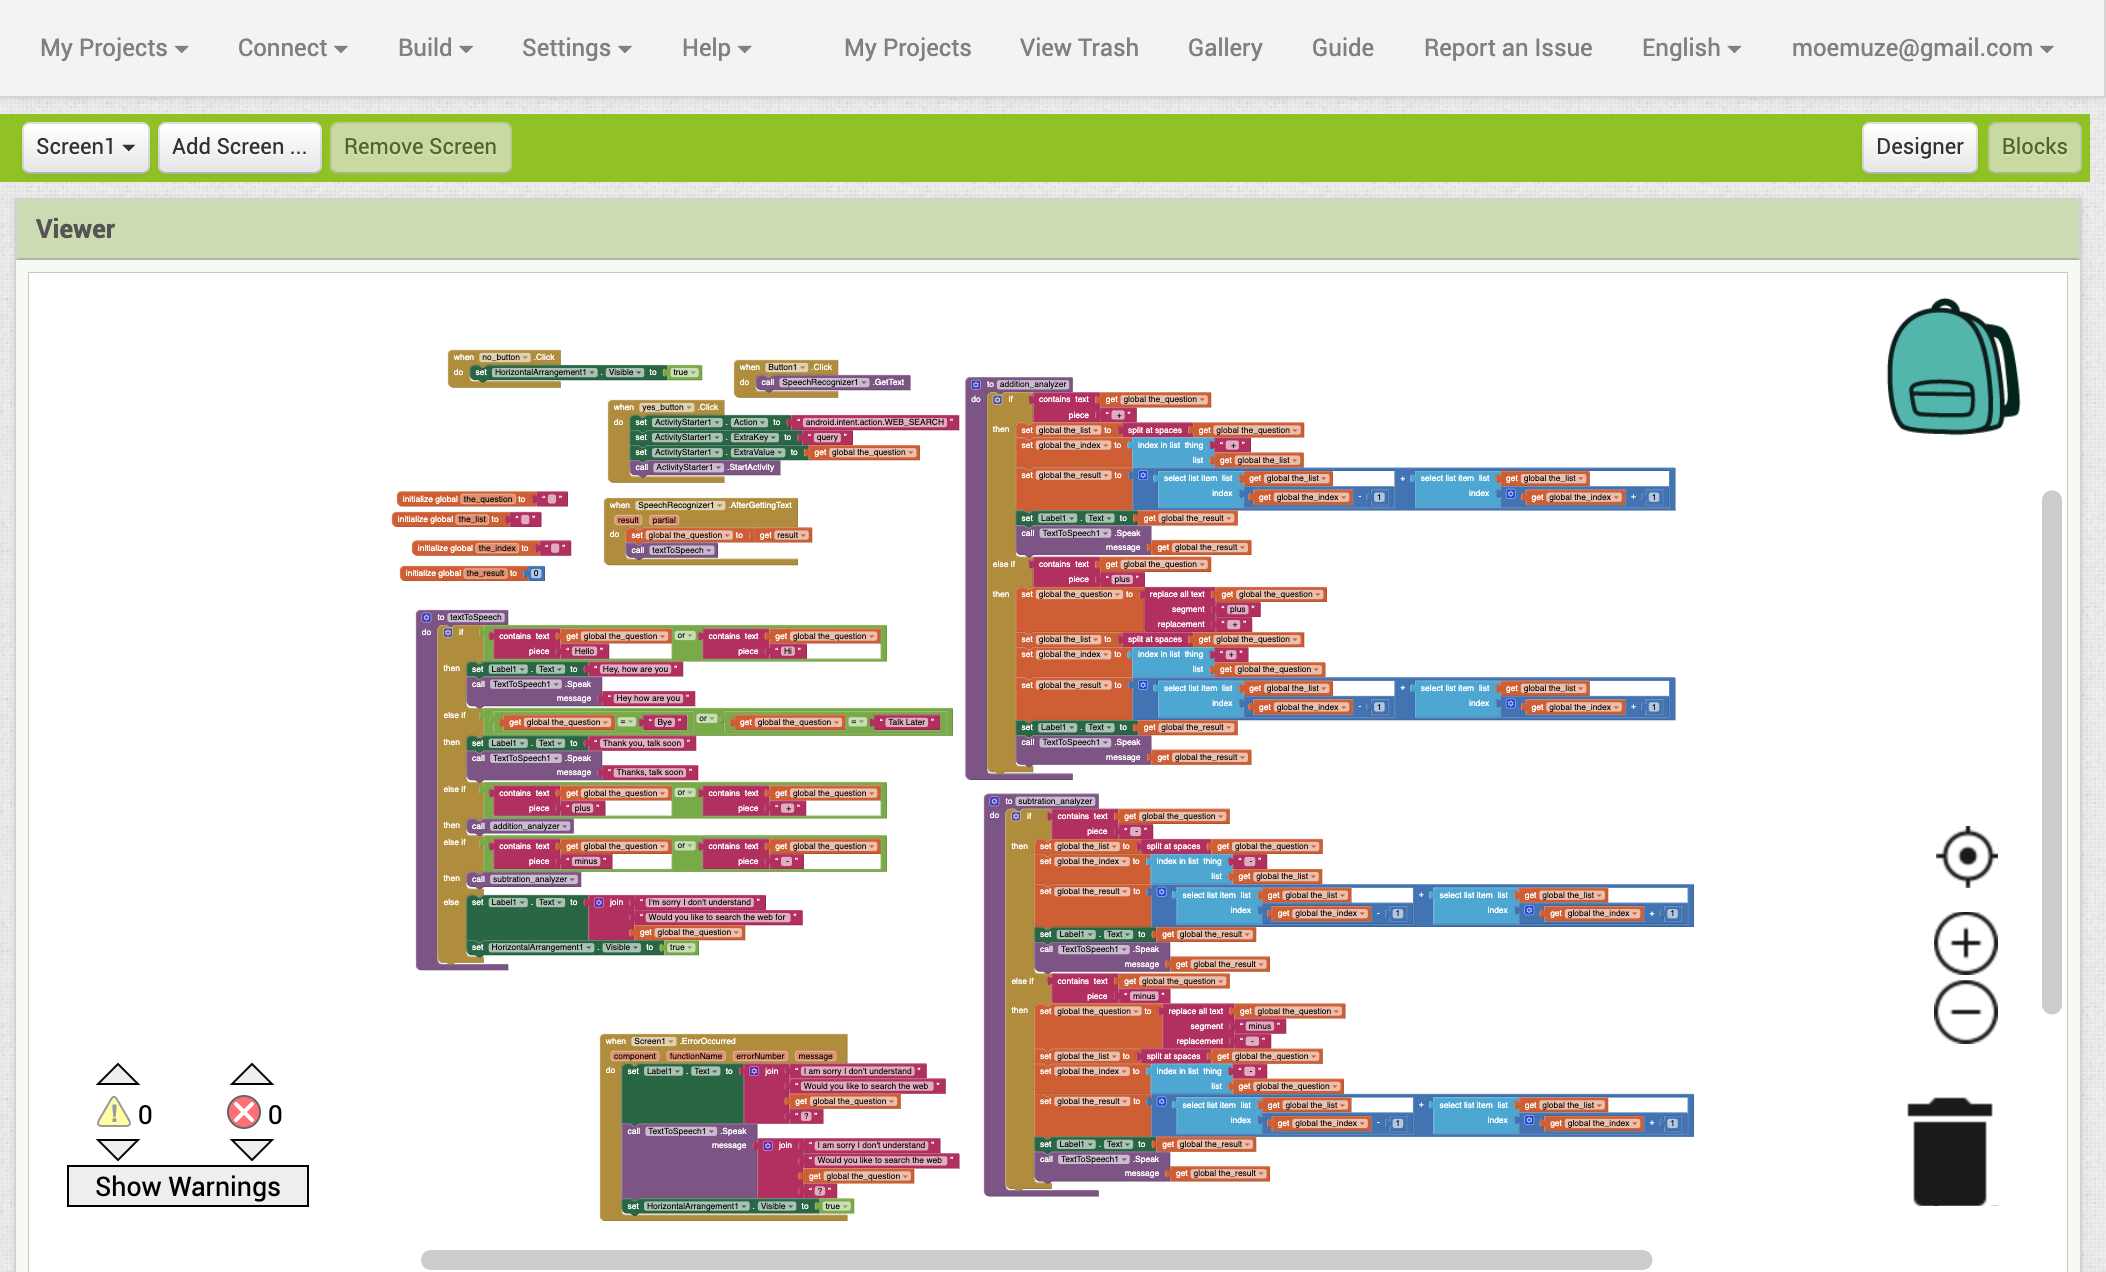 My Projects Connect Build Settings Help My Projects View Trash Gallery Guide Report an Issue English moemuze@gmail.com
Screen1 Add Screen ... Remove Screen Designer Blocks
Viewer
when no_button .Click
do set HorizontalArrangement1 . Visible to true
when Button1 .Click
do call SpeechRecognizer1 .GetText
when yes_button .Click
do set ActivityStarter1 . Action to " android.intent.action.WEB_SEARCH "
set ActivityStarter1 . ExtraKey to " query "
set ActivityStarter1 . ExtraValue to get global the_question
call ActivityStarter1 .StartActivity
initialize global the_question to " "
initialize global the_list to " "
initialize global the_index to " "
initialize global the_result to 0
when SpeechRecognizer1 .AfterGettingText
result partial
do set global the_question to get result
call textToSpeech
to textToSpeech
do if contains text get global the_question or contains text get global the_question
piece " Hello " piece " Hi "
then set Label1 . Text to " Hey, how are you "
call TextToSpeech1 .Speak
message " Hey how are you "
else if get global the_question = " Bye " or get global the_question = " Talk Later "
then set Label1 . Text to " Thank you, talk soon "
call TextToSpeech1 .Speak
message " Thanks, talk soon "
else if contains text get global the_question or contains text get global the_question
piece " plus " piece " + "
then call addition_analyzer
else if contains text get global the_question or contains text get global the_question
piece " minus " piece " - "
then call subtration_analyzer
else set Label1 . Text to join " I'm sorry I don't understand "
" Would you like to search the web for "
get global the_question
set HorizontalArrangement1 . Visible to true
when Screen1 .ErrorOccurred
component functionName errorNumber message
do set Label1 . Text to join " I am sorry I don't understand "
" Would you like to search the web "
get global the_question
" ? "
call TextToSpeech1 .Speak
message join " I am sorry I don't understand "
" Would you like to search the web "
get global the_question
" ? "
set HorizontalArrangement1 . Visible to true
to addition_analyzer
do if contains text get global the_question
piece " + "
then set global the_list to split at spaces get global the_question
set global the_index to index in list thing " + "
list get global the_list
set global the_result to select list item list get global the_list + select list item list get global the_list
index get global the_index - 1 index get global the_index + 1
set Label1 . Text to get global the_result
call TextToSpeech1 .Speak
message get global the_result
else if contains text get global the_question
piece " plus "
then set global the_question to replace all text get global the_question
segment " plus "
replacement " + "
set global the_list to split at spaces get global the_question
set global the_index to index in list thing " + "
list get global the_question
set global the_result to select list item list get global the_list + select list item list get global the_list
index get global the_index - 1 index get global the_index + 1
set Label1 . Text to get global the_result
call TextToSpeech1 .Speak
message get global the_result
to subtration_analyzer
do if contains text get global the_question
piece " - "
then set global the_list to split at spaces get global the_question
set global the_index to index in list thing " - "
list get global the_list
set global the_result to select list item list get global the_list + select list item list get global the_list
index get global the_index - 1 index get global the_index + 1
set Label1 . Text to get global the_result
call TextToSpeech1 .Speak
message get global the_result
else if contains text get global the_question
piece " minus "
then set global the_question to replace all text get global the_question
segment " minus "
replacement " - "
set global the_list to split at spaces get global the_question
set global the_index to index in list thing " - "
list get global the_question
set global the_result to select list item list get global the_list + select list item list get global the_list
index get global the_index - 1 index get global the_index + 1
set Label1 . Text to get global the_result
call TextToSpeech1 .Speak
message get global the_result
0 0
Show Warnings